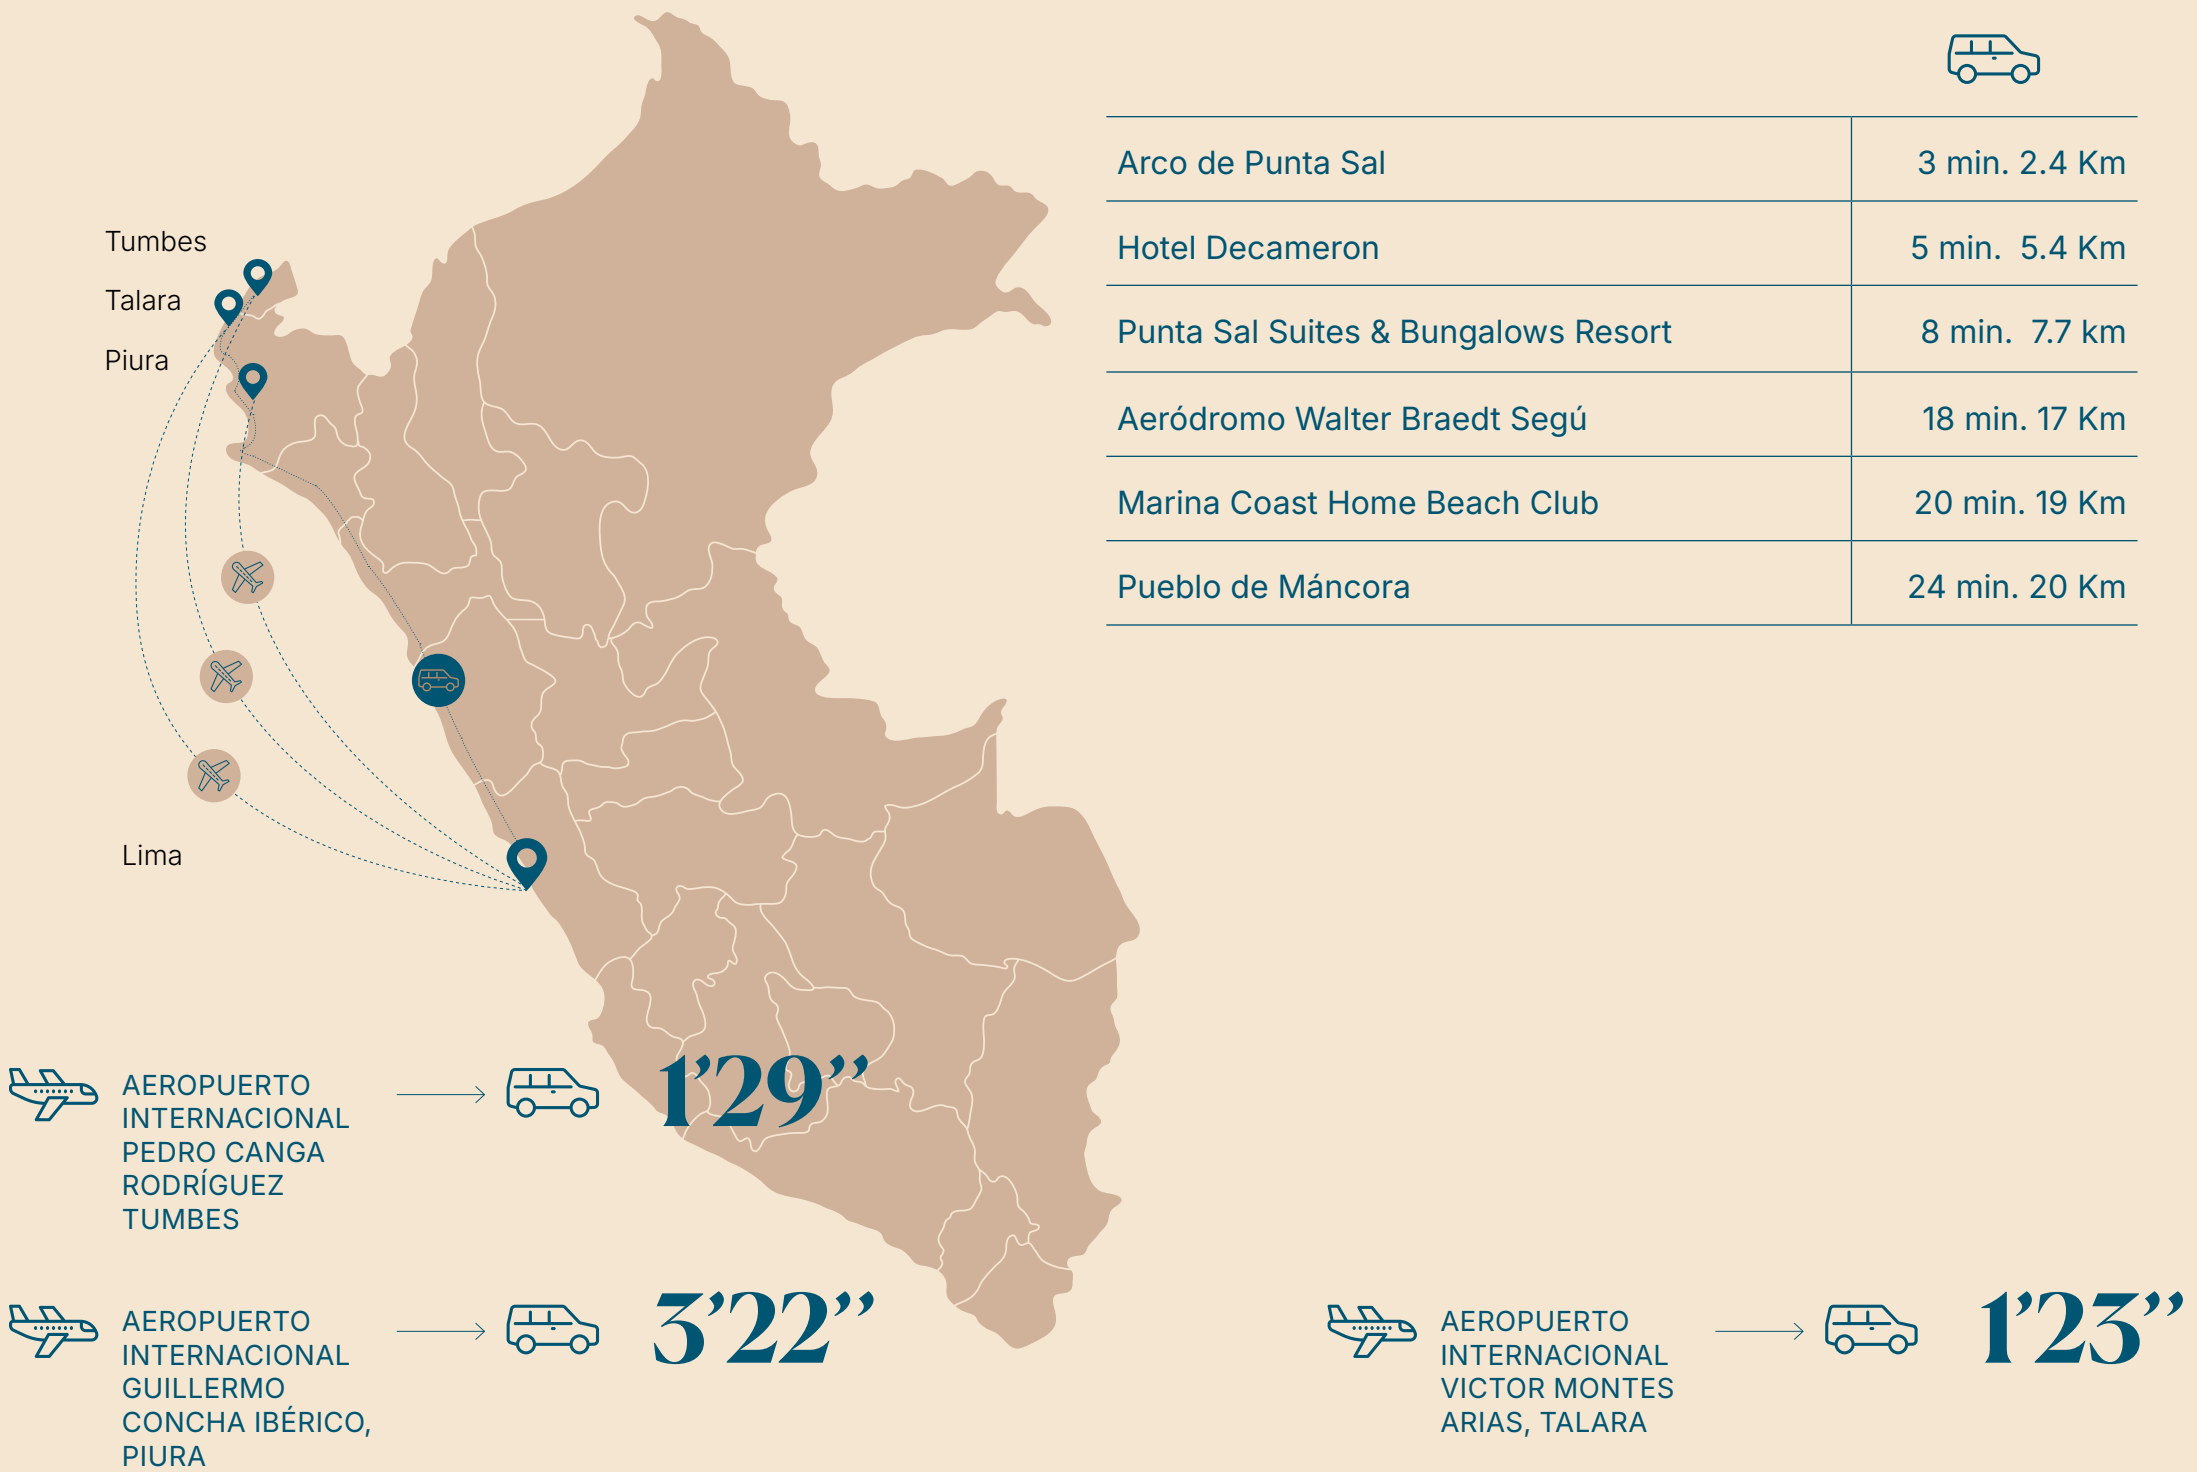 Tumbes
Talara
Piura
Lima
Arco de Punta Sal 3 min. 2.4 Km
Hotel Decameron 5 min. 5.4 Km
Punta Sal Suites & Bungalows Resort 8 min. 7.7 km
Aeródromo Walter Braedt Segú 18 min. 17 Km
Marina Coast Home Beach Club 20 min. 19 Km
Pueblo de Máncora 24 min. 20 Km
AEROPUERTO
INTERNACIONAL
PEDRO CANGA
RODRÍGUEZ
TUMBES
1’29’’
AEROPUERTO
INTERNACIONAL
GUILLERMO
CONCHA IBÉRICO,
PIURA
3’22’’
AEROPUERTO
INTERNACIONAL
VICTOR MONTES
ARIAS, TALARA
1’23’’